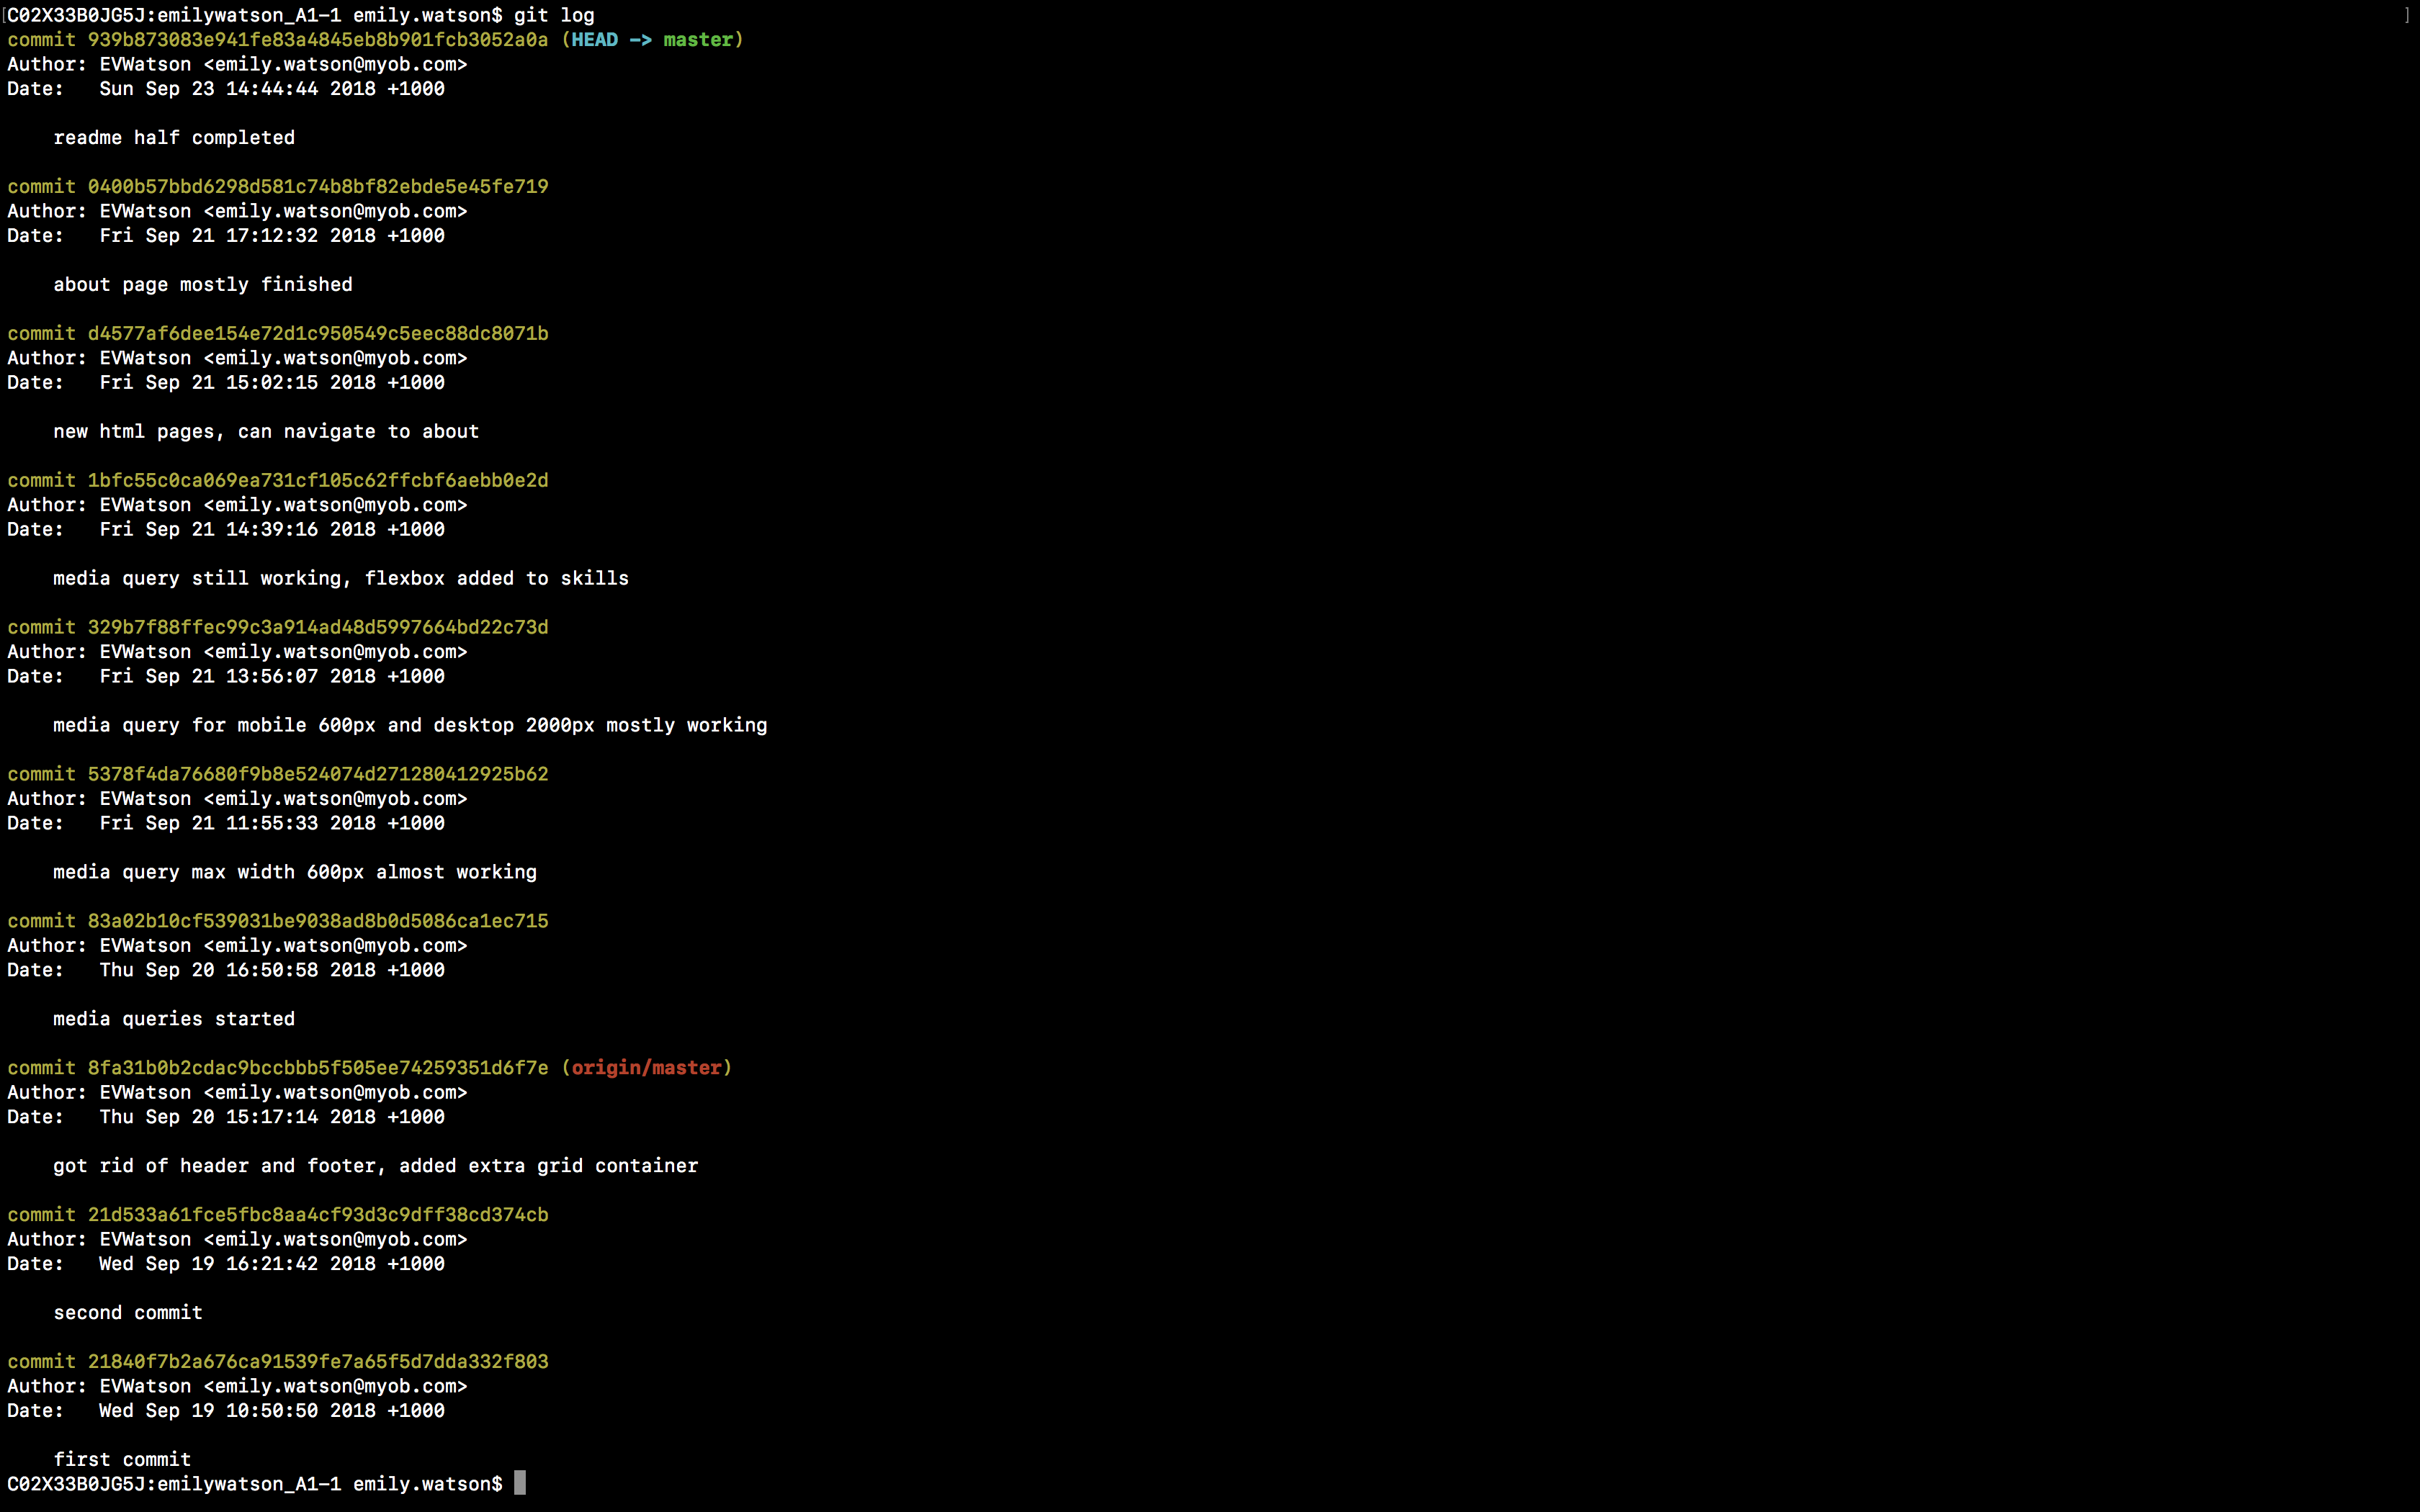 [C02X33B0JG5J:emilywatson_A1-1 emily.watson$ git log ]
commit 939b873083e941fe83a4845eb8b901fcb3052a0a (HEAD -> master)
Author: EVWatson <emily.watson@myob.com>
Date:   Sun Sep 23 14:44:44 2018 +1000

    readme half completed

commit 0400b57bbd6298d581c74b8bf82ebde5e45fe719
Author: EVWatson <emily.watson@myob.com>
Date:   Fri Sep 21 17:12:32 2018 +1000

    about page mostly finished

commit d4577af6dee154e72d1c950549c5eec88dc8071b
Author: EVWatson <emily.watson@myob.com>
Date:   Fri Sep 21 15:02:15 2018 +1000

    new html pages, can navigate to about

commit 1bfc55c0ca069ea731cf105c62ffcbf6aebb0e2d
Author: EVWatson <emily.watson@myob.com>
Date:   Fri Sep 21 14:39:16 2018 +1000

    media query still working, flexbox added to skills

commit 329b7f88ffec99c3a914ad48d5997664bd22c73d
Author: EVWatson <emily.watson@myob.com>
Date:   Fri Sep 21 13:56:07 2018 +1000

    media query for mobile 600px and desktop 2000px mostly working

commit 5378f4da76680f9b8e524074d271280412925b62
Author: EVWatson <emily.watson@myob.com>
Date:   Fri Sep 21 11:55:33 2018 +1000

    media query max width 600px almost working

commit 83a02b10cf539031be9038ad8b0d5086ca1ec715
Author: EVWatson <emily.watson@myob.com>
Date:   Thu Sep 20 16:50:58 2018 +1000

    media queries started

commit 8fa31b0b2cdac9bccbbb5f505ee74259351d6f7e (origin/master)
Author: EVWatson <emily.watson@myob.com>
Date:   Thu Sep 20 15:17:14 2018 +1000

    got rid of header and footer, added extra grid container

commit 21d533a61fce5fbc8aa4cf93d3c9dff38cd374cb
Author: EVWatson <emily.watson@myob.com>
Date:   Wed Sep 19 16:21:42 2018 +1000

    second commit

commit 21840f7b2a676ca91539fe7a65f5d7dda332f803
Author: EVWatson <emily.watson@myob.com>
Date:   Wed Sep 19 10:50:50 2018 +1000

    first commit
C02X33B0JG5J:emilywatson_A1-1 emily.watson$